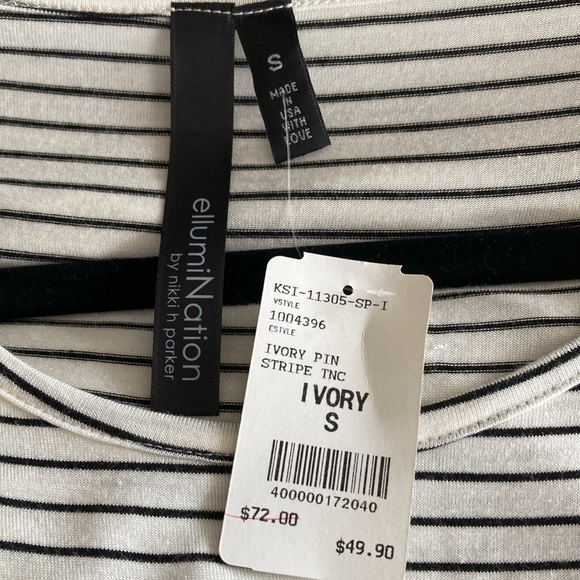 S
MADE
IN
USA
WITH
LOVE
ellumiNation
by nikki h parker
KSI-11305-SP-I
VSTYLE
1004396
ESTYLE
IVORY PIN
STRIPE TNC
IVORY
S
400000172040
$72.00
$49.90